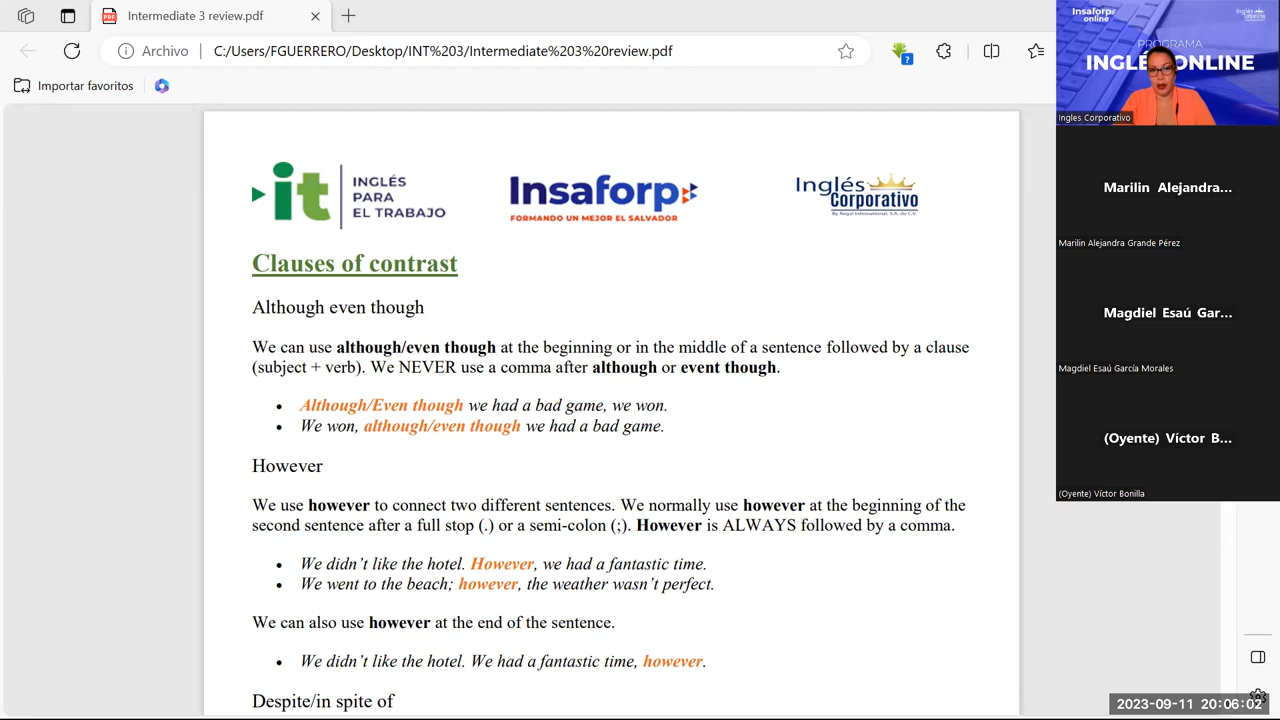 Intermediate 3 review.pdf
Archivo
C:/Users/FGUERRERO/Desktop/INT%203/Intermediate%203%20review.pdf
Importar favoritos
it
INGLÉS
PARA
EL TRABAJO
Insaforp
FORMANDO UN MEJOR EL SALVADOR
Inglés
Corporativo
By Regal International, S.A. de C.V.
Clauses of contrast
Although even though
We can use although/even though at the beginning or in the middle of a sentence followed by a clause
(subject + verb). We NEVER use a comma after although or event though.
• Although/Even though we had a bad game, we won.
• We won, although/even though we had a bad game.
However
We use however to connect two different sentences. We normally use however at the beginning of the
second sentence after a full stop (.) or a semi-colon (;). However is ALWAYS followed by a comma.
• We didn’t like the hotel. However, we had a fantastic time.
• We went to the beach; however, the weather wasn’t perfect.
We can also use however at the end of the sentence.
• We didn’t like the hotel. We had a fantastic time, however.
Despite/in spite of
Insaforp
online
Inglés
Corporativo
PROGRAMA
INGLÉS ONLINE
Ingles Corporativo
Marilin Alejandra...
Marilin Alejandra Grande Pérez
Magdiel Esaú Gar...
Magdiel Esaú García Morales
(Oyente) Víctor B...
(Oyente) Víctor Bonilla
2023-09-11 20:06:02